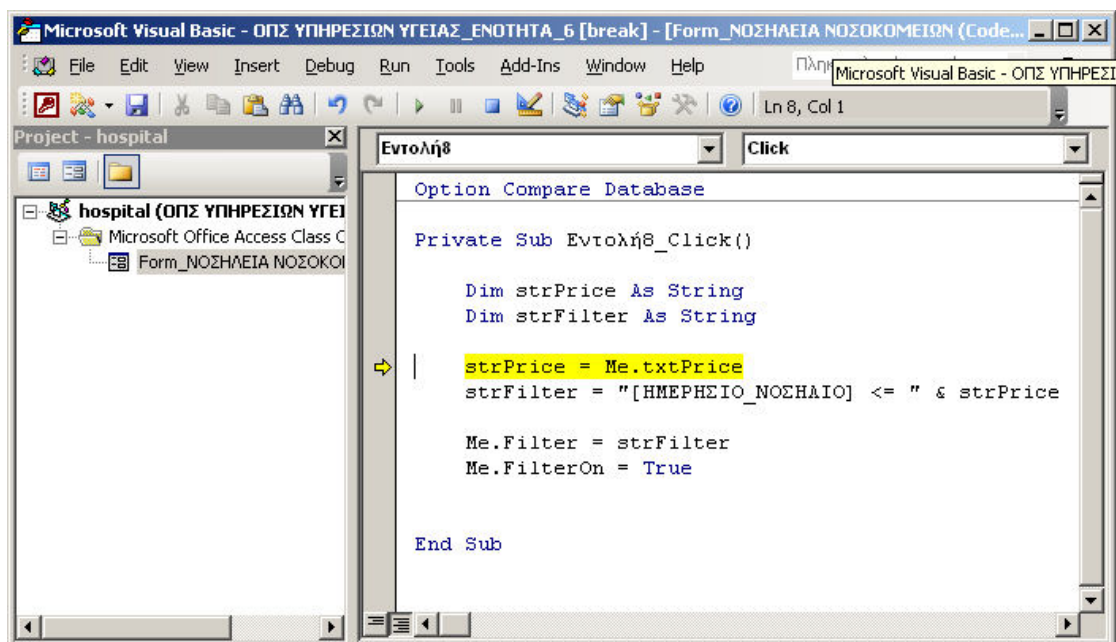 Microsoft Visual Basic - ΟΠΣ ΥΠΗΡΕΣΙΩΝ ΥΓΕΙΑΣ_ΕΝΟΤΗΤΑ_6 [break] - [Form_ΝΟΣΗΛΕΙΑ ΝΟΣΟΚΟΜΕΙΩΝ (Code...
File Edit View Insert Debug Run Tools Add-Ins Window Help
Microsoft Visual Basic - ΟΠΣ ΥΠΗΡΕΣΙ
Ln 8, Col 1
Project - hospital
Εντολή8 Click
hospital (ΟΠΣ ΥΠΗΡΕΣΙΩΝ ΥΓΕΙ
Microsoft Office Access Class C
Form_ΝΟΣΗΛΕΙΑ ΝΟΣΟΚΟ
Option Compare Database
Private Sub Εντολή8_Click()
Dim strPrice As String
Dim strFilter As String
strPrice = Me.txtPrice
strFilter = "[ΗΜΕΡΗΣΙΟ_ΝΟΣΗΛΙΟ] <= " & strPrice
Me.Filter = strFilter
Me.FilterOn = True
End Sub